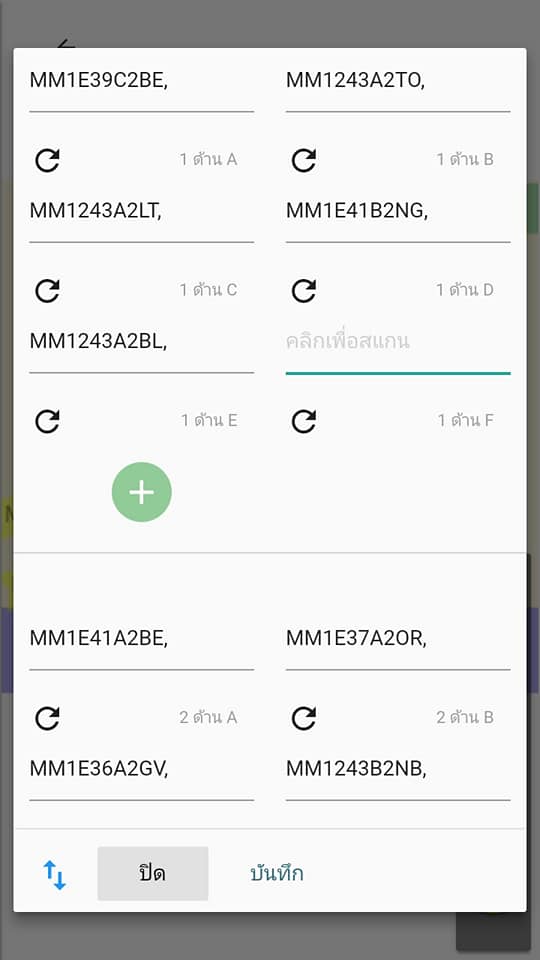 MM1E39C2BE, MM1243A2TO,
1 ด้าน A 1 ด้าน B
MM1243A2LT, MM1E41B2NG,
1 ด้าน C 1 ด้าน D
MM1243A2BL, คลิกเพื่อสแกน
1 ด้าน E 1 ด้าน F
MM1E41A2BE, MM1E37A2OR,
2 ด้าน A 2 ด้าน B
MM1E36A2GV, MM1243B2NB,
ปิด บันทึก